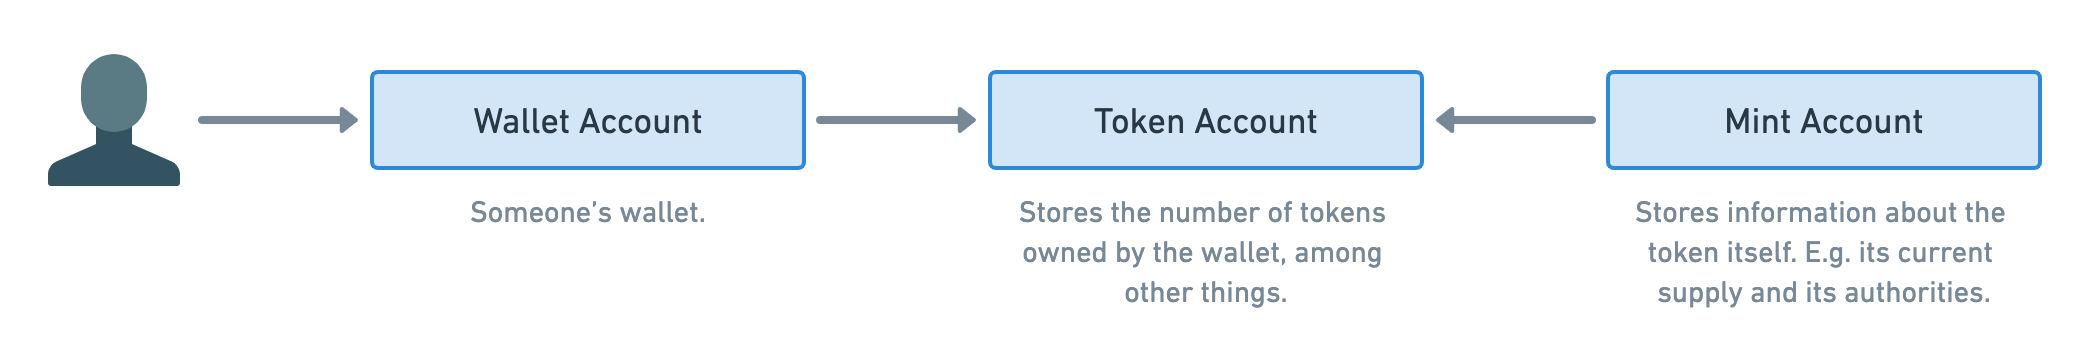 Wallet Account
Token Account
Mint Account
Someone’s wallet.
Stores the number of tokens
owned by the wallet, among
other things.
Stores information about the
token itself. E.g. its current
supply and its authorities.